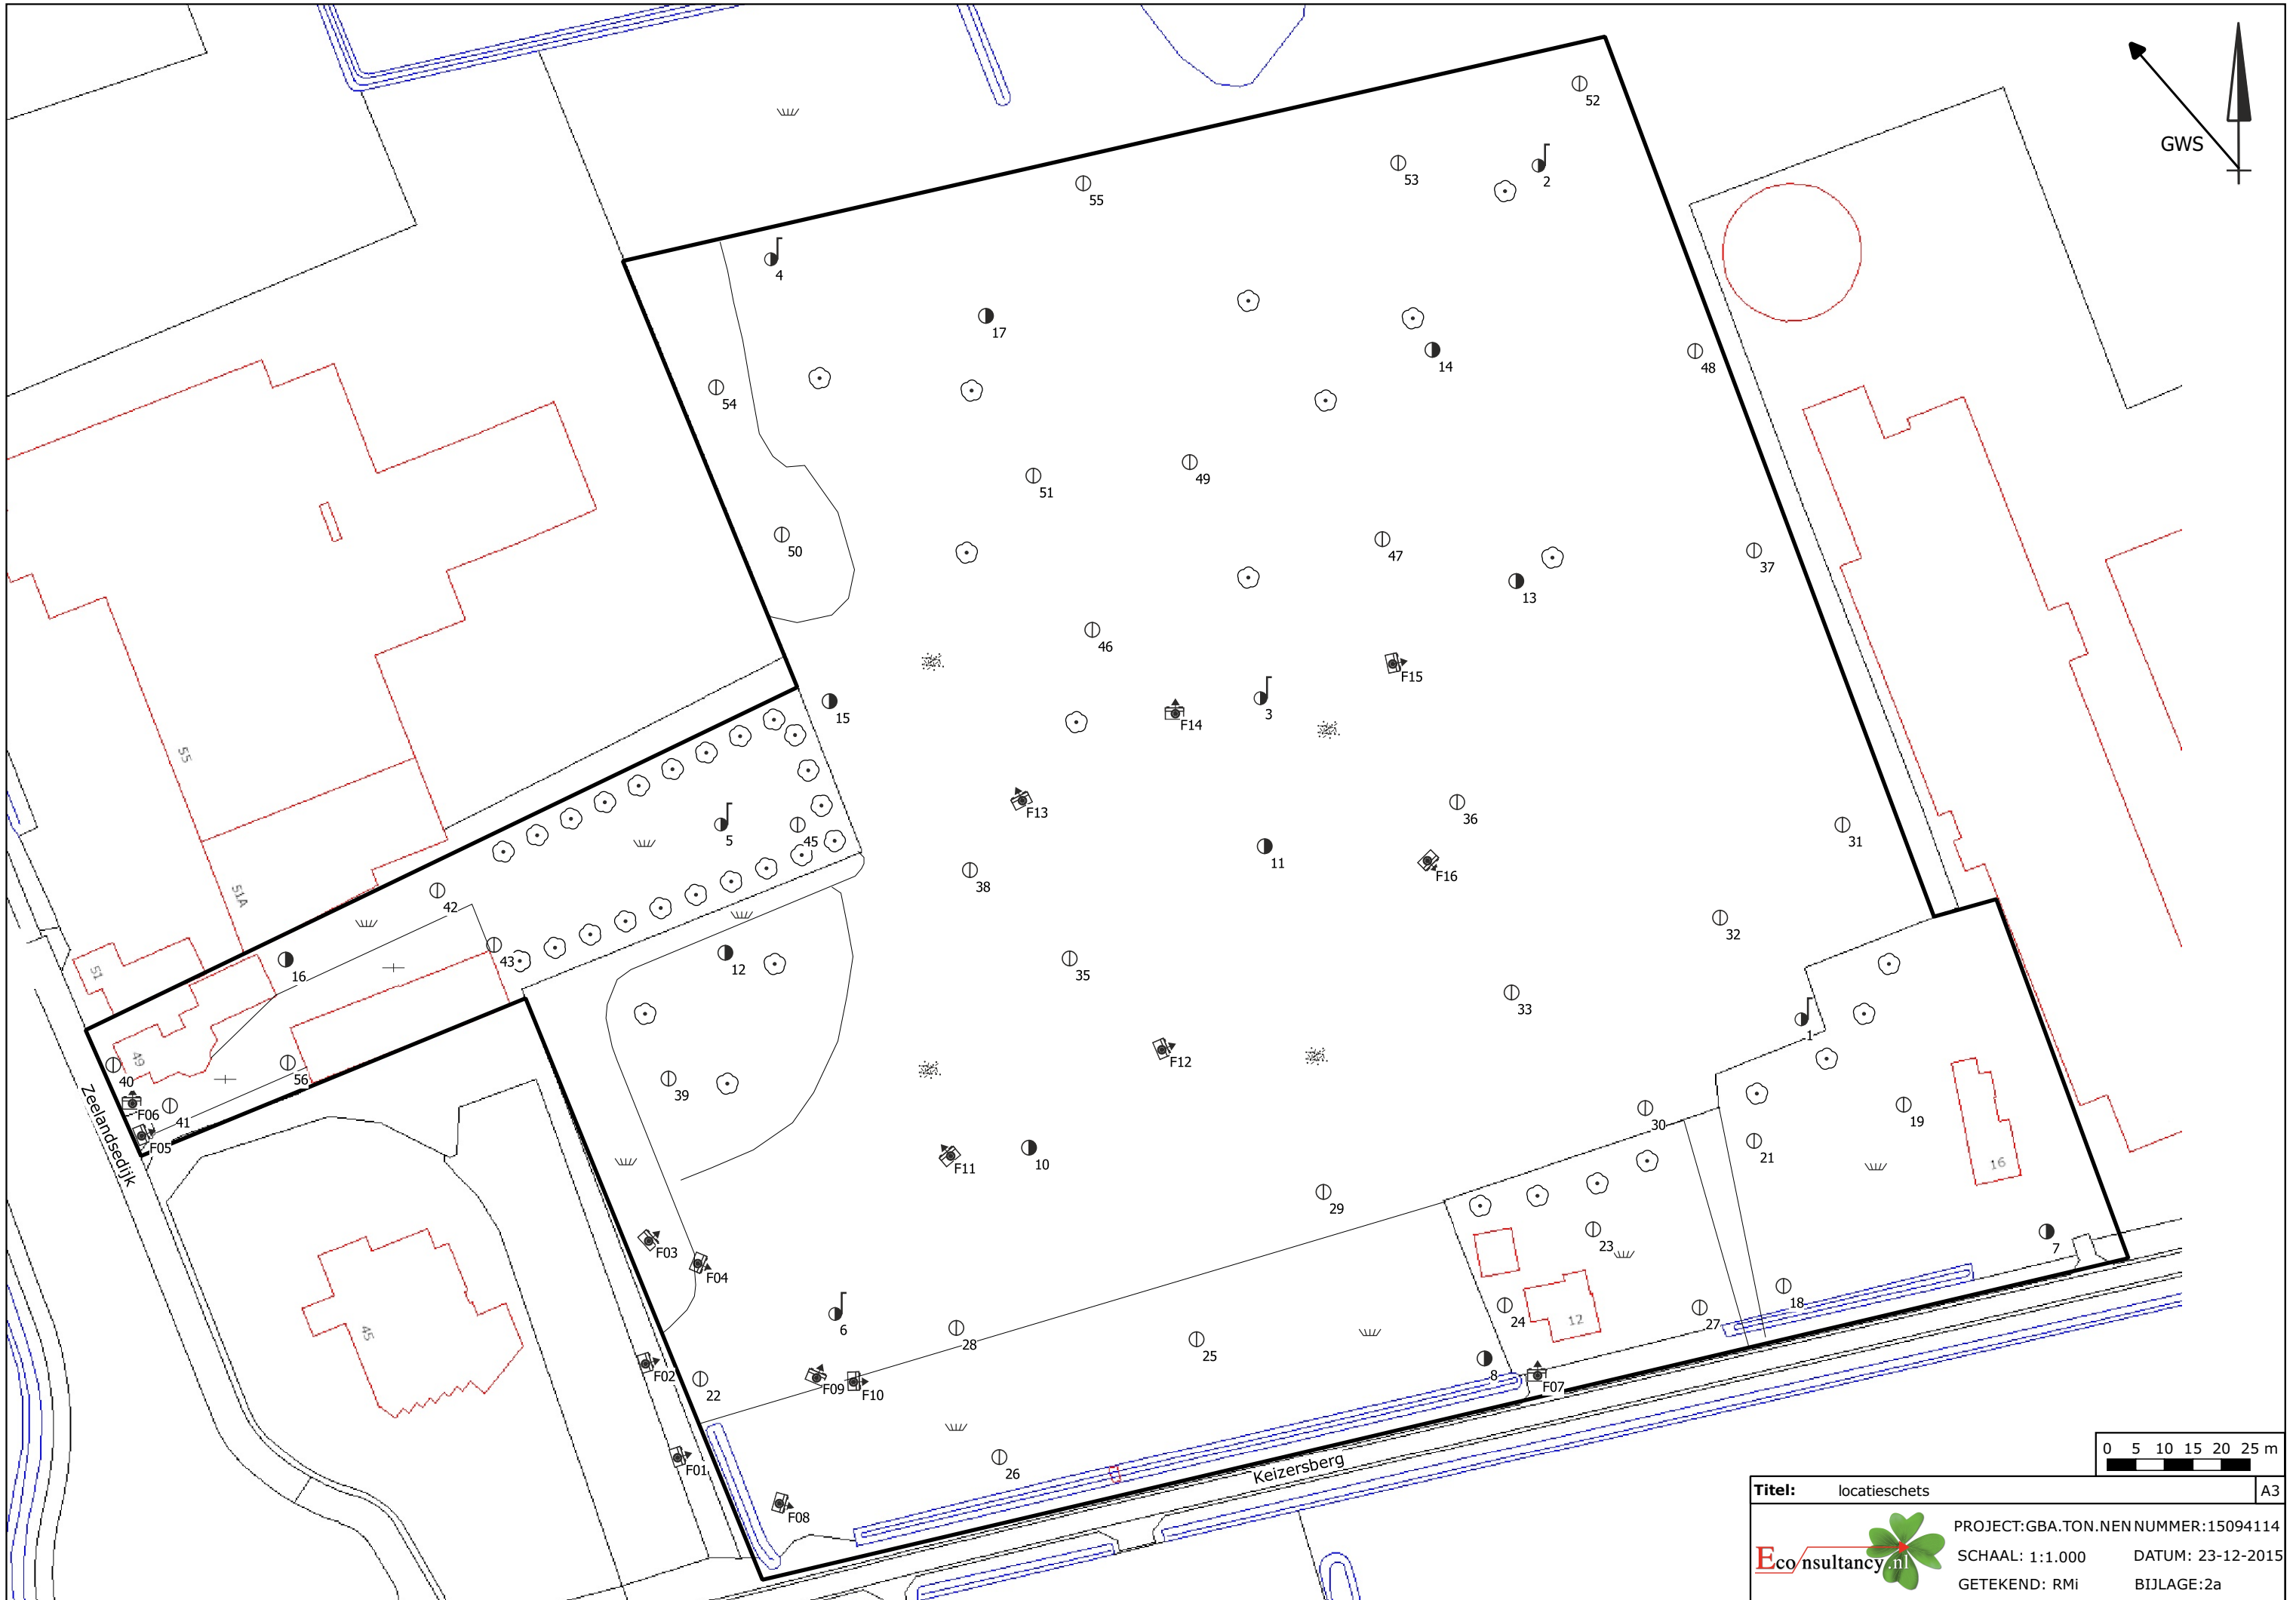 52
GWS
53
2
55
4
17
14
48
54
51
49
50
47
37
13
46
F15
15
3
F14
55
F13
36
5
45
31
11
F16
38
51A
42
32
43
12
16
51
35
33
1
49
F12
56
40
39
19
F06
41
30
F05
21
Zeelandsedijk
F11
10
16
29
F03
23
7
F04
45
18
6
24
12
27
28
25
F02
8
F09
F10
22
F07
F01
26
Keizersberg
F08
0 5 10 15 20 25 m
Titel: locatieschets A3
PROJECT:GBA.TON.NEN NUMMER:15094114
Econsultancy.nl
SCHAAL: 1:1.000 DATUM: 23-12-2015
GETEKEND: RMi BIJLAGE:2a